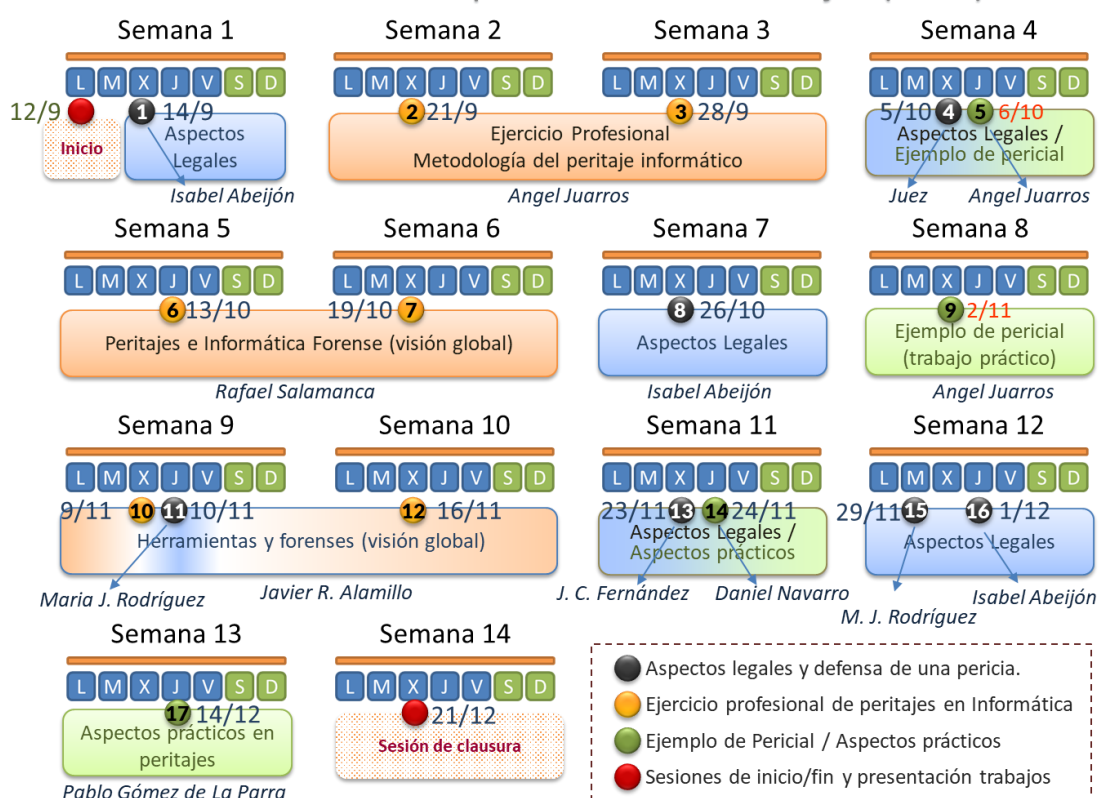 Semana 1
Semana 2
Semana 3
Semana 4
L M X J V S D
L M X J V S D
L M X J V S D
L M X J V S D
12/9
1 14/9
2 21/9
3 28/9
5/10 4 5 6/10
Inicio
Aspectos
Legales
Ejercicio Profesional
Metodología del peritaje informático
Aspectos Legales /
Ejemplo de pericial
Isabel Abeijón
Angel Juarros
Juez
Angel Juarros
Semana 5
Semana 6
Semana 7
Semana 8
L M X J V S D
L M X J V S D
L M X J V S D
L M X J V S D
6 13/10
19/10 7
8 26/10
9 2/11
Peritajes e Informática Forense (visión global)
Aspectos Legales
Ejemplo de pericial
(trabajo práctico)
Rafael Salamanca
Isabel Abeijón
Angel Juarros
Semana 9
Semana 10
Semana 11
Semana 12
L M X J V S D
L M X J V S D
L M X J V S D
L M X J V S D
9/11 10 11 10/11
12 16/11
23/11 13 14 24/11
29/11 15 16 1/12
Herramientas y forenses (visión global)
Aspectos Legales /
Aspectos prácticos
Aspectos Legales
Maria J. Rodríguez
Javier R. Alamillo
J. C. Fernández
Daniel Navarro
M. J. Rodríguez
Isabel Abeijón
Semana 13
Semana 14
L M X J V S D
L M X J V S D
17 14/12
21/12
Aspectos prácticos en
peritajes
Sesión de clausura
Pablo Gómez de La Parra
Aspectos legales y defensa de una pericia.
Ejercicio profesional de peritajes en Informática
Ejemplo de Pericial / Aspectos prácticos
Sesiones de inicio/fin y presentación trabajos